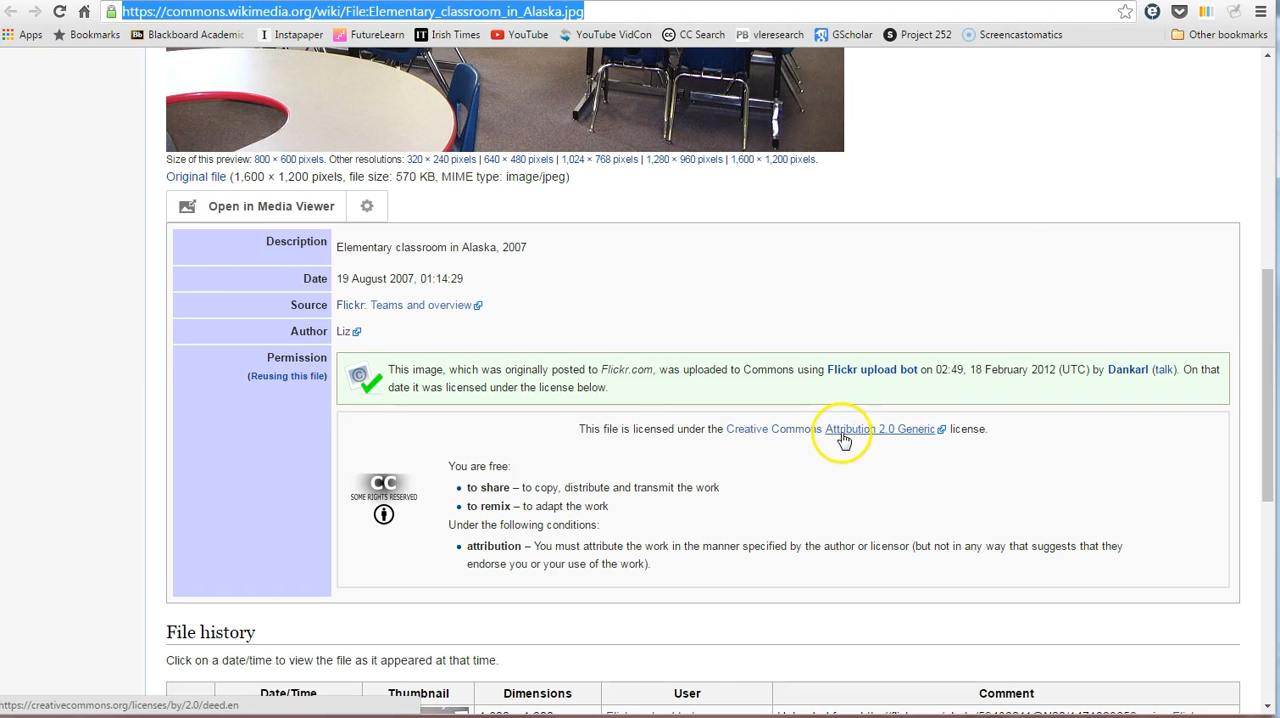 https://commons.wikimedia.org/wiki/File:Elementary_classroom_in_Alaska.jpg
Apps Bookmarks Bb Blackboard Academic I Instapaper FutureLearn IT Irish Times YouTube YouTube VidCon CC Search PB vleresearch GScholar S Project 252 Screencastomatics Other bookmarks
Size of this preview: 800 × 600 pixels. Other resolutions: 320 × 240 pixels | 640 × 480 pixels | 1,024 × 768 pixels | 1,280 × 960 pixels | 1,600 × 1,200 pixels.
Original file (1,600 × 1,200 pixels, file size: 570 KB, MIME type: image/jpeg)
Open in Media Viewer
Description Elementary classroom in Alaska, 2007
Date 19 August 2007, 01:14:29
Source Flickr: Teams and overview
Author Liz
Permission
(Reusing this file)
This image, which was originally posted to Flickr.com, was uploaded to Commons using Flickr upload bot on 02:49, 18 February 2012 (UTC) by Dankarl (talk). On that
date it was licensed under the license below.
This file is licensed under the Creative Commons Attribution 2.0 Generic license.
CC
SOME RIGHTS RESERVED
You are free:
• to share – to copy, distribute and transmit the work
• to remix – to adapt the work
Under the following conditions:
• attribution – You must attribute the work in the manner specified by the author or licensor (but not in any way that suggests that they
endorse you or your use of the work).
File history
Click on a date/time to view the file as it appeared at that time.
Date/Time Thumbnail Dimensions User Comment
https://creativecommons.org/licenses/by/2.0/deed.en